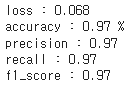 loss : 0.068
accuracy : 0.97 %
precision : 0.97
recall : 0.97
f1_score : 0.97